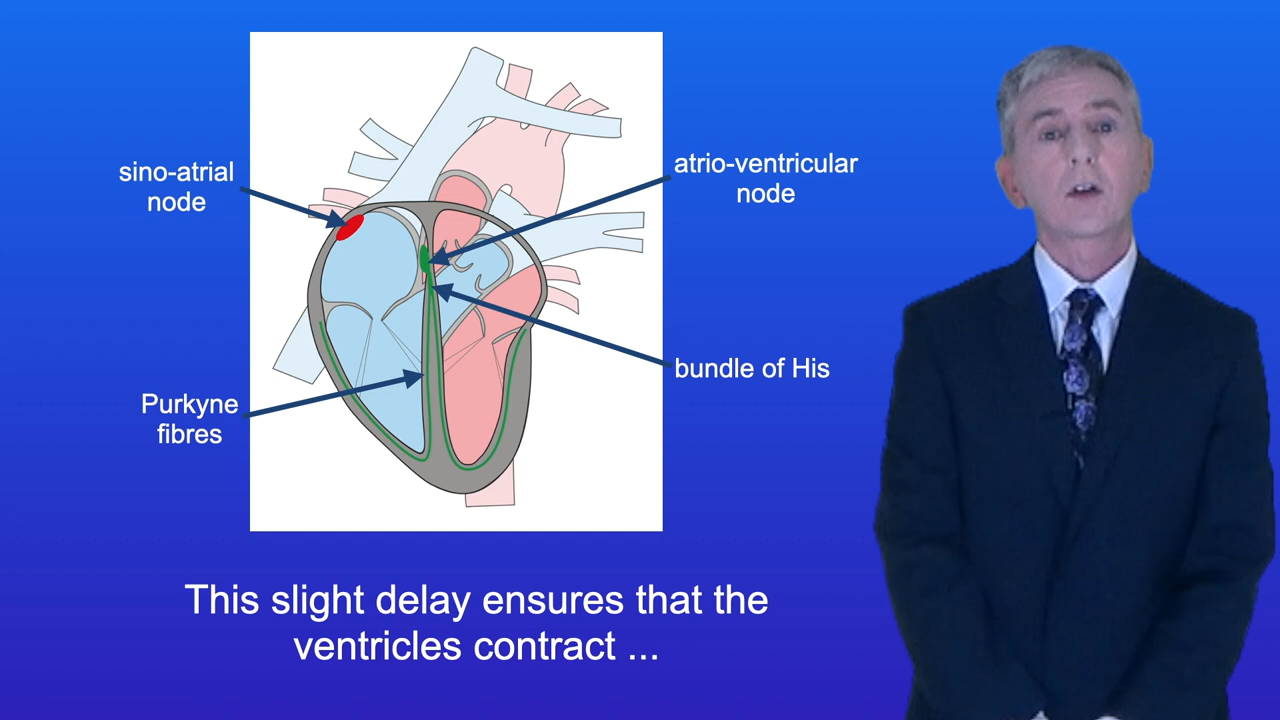 sino-atrial
node
atrio-ventricular
node
bundle of His
Purkyne
fibres
This slight delay ensures that the
ventricles contract ...